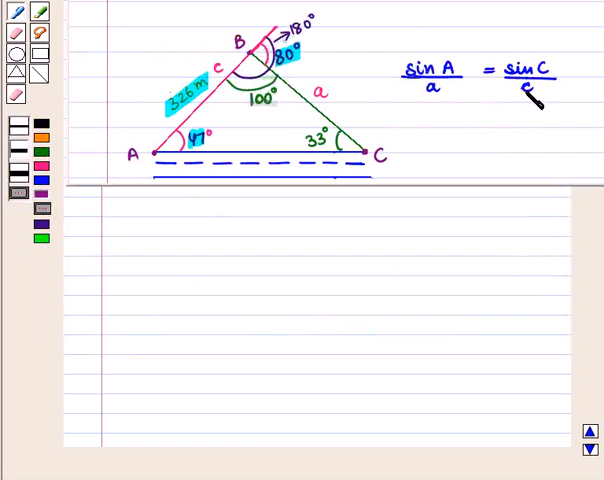 →180°
B
80°
c
326 m
a
100°
sin A / a = sin C / c
A
47°
33°
C